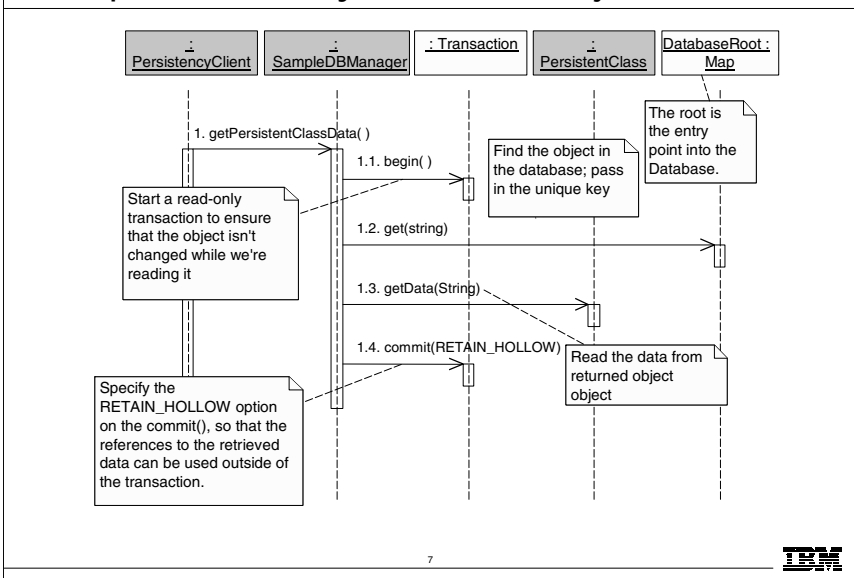 :
PersistencyClient
:
SampleDBManager
: Transaction
:
PersistentClass
DatabaseRoot :
Map
The root is
the entry
point into the
Database.
1. getPersistentClassData( )
1.1. begin( )
Find the object in
the database; pass
in the unique key
Start a read-only
transaction to ensure
that the object isn't
changed while we're
reading it
1.2. get(string)
1.3. getData(String)
1.4. commit(RETAIN_HOLLOW)
Read the data from
returned object
object
Specify the
RETAIN_HOLLOW option
on the commit(), so that the
references to the retrieved
data can be used outside of
the transaction.
7
IBM